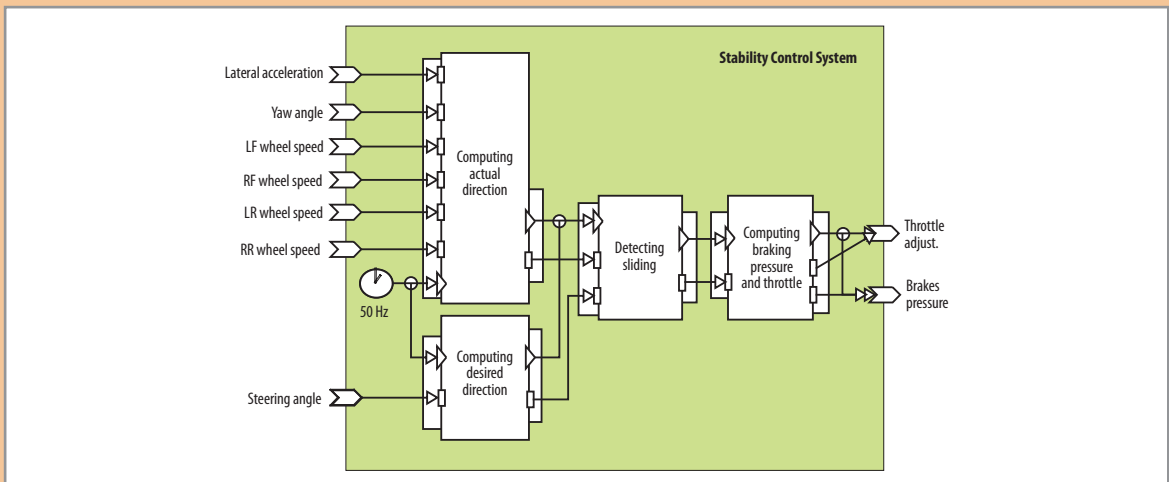 Stability Control System
Lateral acceleration
Yaw angle
LF wheel speed
RF wheel speed
LR wheel speed
RR wheel speed
50 Hz
Steering angle
Computing
actual
direction
Computing
desired
direction
Detecting
sliding
Computing
braking
pressure
and throttle
Throttle
adjust.
Brakes
pressure